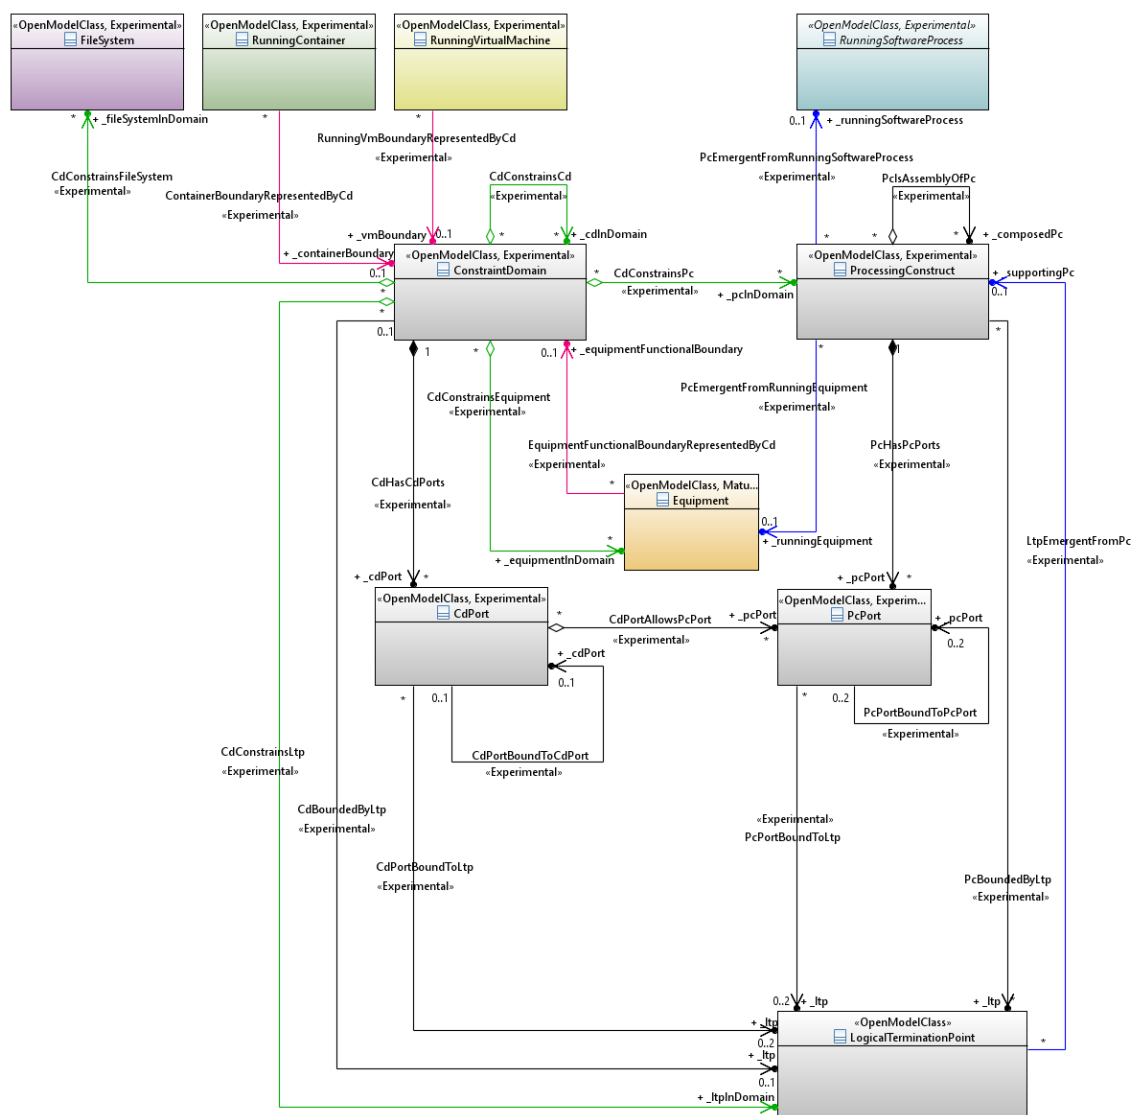 «OpenModelClass, Experimental»
FileSystem
«OpenModelClass, Experimental»
RunningContainer
«OpenModelClass, Experimental»
RunningVirtualMachine
«OpenModelClass, Experimental»
RunningSoftwareProcess
*
+ _fileSystemInDomain
*
*
0..1
+ _runningSoftwareProcess
RunningVmBoundaryRepresentedByCd
«Experimental»
PcEmergentFromRunningSoftwareProcess
«Experimental»
CdConstrainsFileSystem
«Experimental»
CdConstrainsCd
«Experimental»
PcIsAssemblyOfPc
«Experimental»
ContainerBoundaryRepresentedByCd
«Experimental»
+ _vmBoundary
0..1
*
*
+ _cdInDomain
*
*
*
+ _composedPc
+ _containerBoundary
«OpenModelClass, Experimental»
ConstraintDomain
«OpenModelClass, Experimental»
ProcessingConstruct
0..1
*
CdConstrainsPc
«Experimental»
*
+ _pcInDomain
+ _supportingPc
0..1
*
*
0..1
*
1
*
0..1
+ _equipmentFunctionalBoundary
*
1
CdConstrainsEquipment
«Experimental»
PcEmergentFromRunningEquipment
«Experimental»
EquipmentFunctionalBoundaryRepresentedByCd
«Experimental»
PcHasPcPorts
«Experimental»
CdHasCdPorts
«Experimental»
*
«OpenModelClass, Matu...
Equipment
0..1
+ _runningEquipment
*
+ _equipmentInDomain
LtpEmergentFromPc
«Experimental»
+ _cdPort
*
+ _pcPort
*
«OpenModelClass, Experimental»
CdPort
«OpenModelClass, Experim...
PcPort
*
CdPortAllowsPcPort
«Experimental»
+ _pcPort
*
+ _pcPort
0..2
+ _cdPort
0..1
*
0..1
*
0..2
PcPortBoundToPcPort
«Experimental»
CdPortBoundToCdPort
«Experimental»
CdConstrainsLtp
«Experimental»
CdBoundedByLtp
«Experimental»
«Experimental»
PcPortBoundToLtp
CdPortBoundToLtp
«Experimental»
PcBoundedByLtp
«Experimental»
0..2
+ _ltp
+ _ltp
*
+ _ltp
0..2
«OpenModelClass»
LogicalTerminationPoint
*
+ _ltp
0..1
+ _ltpInDomain